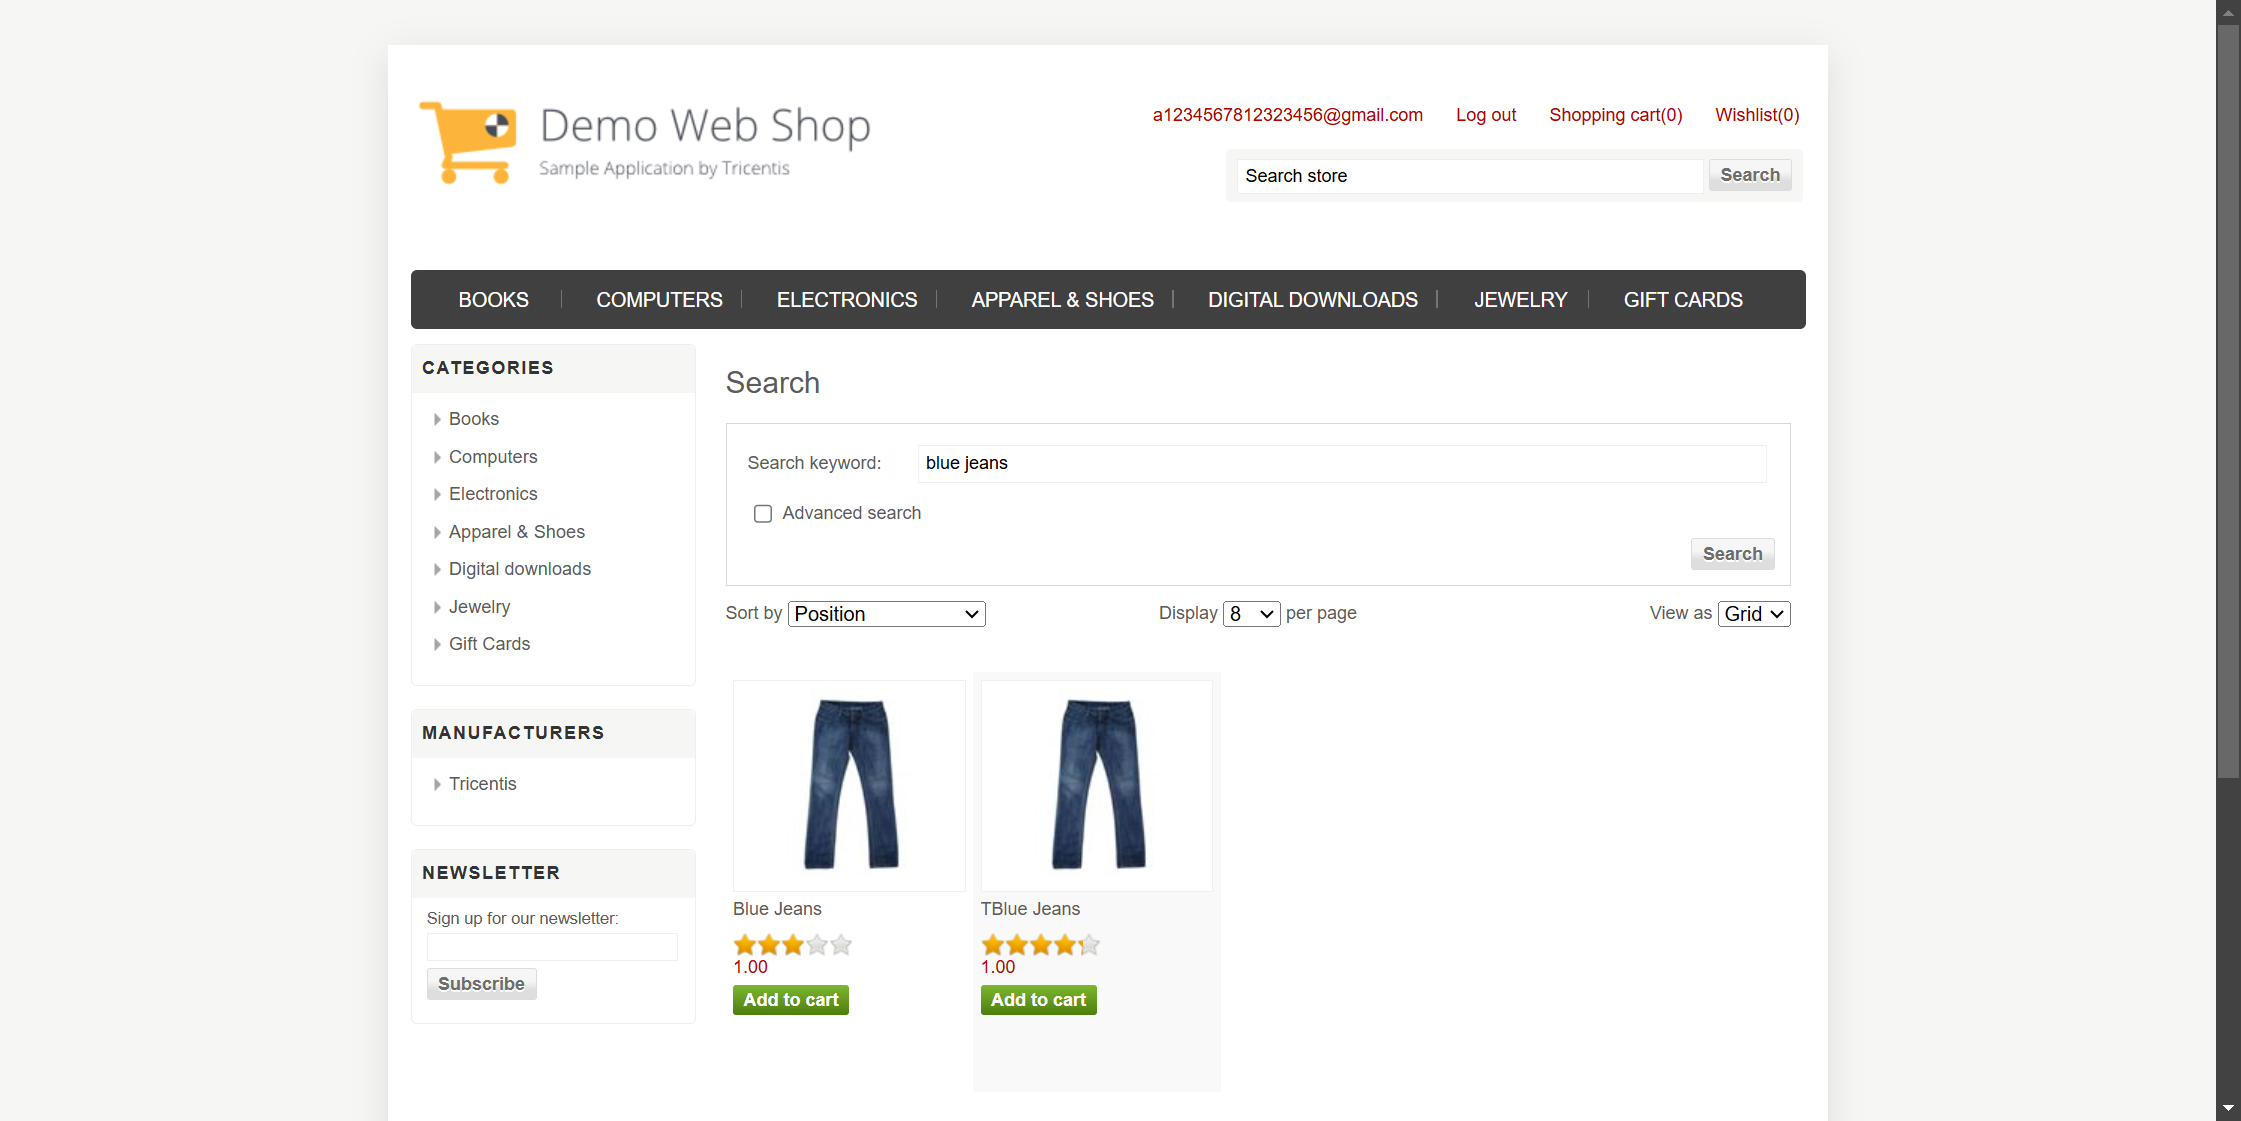 Demo Web Shop
Sample Application by Tricentis
a1234567812323456@gmail.com Log out Shopping cart(0) Wishlist(0)
Search store Search
BOOKS COMPUTERS ELECTRONICS APPAREL & SHOES DIGITAL DOWNLOADS JEWELRY GIFT CARDS
CATEGORIES
Books
Computers
Electronics
Apparel & Shoes
Digital downloads
Jewelry
Gift Cards
MANUFACTURERS
Tricentis
NEWSLETTER
Sign up for our newsletter:
Subscribe
Search
Search keyword: blue jeans
Advanced search
Search
Sort by Position Display 8 per page View as Grid
Blue Jeans
1.00
Add to cart
TBlue Jeans
1.00
Add to cart